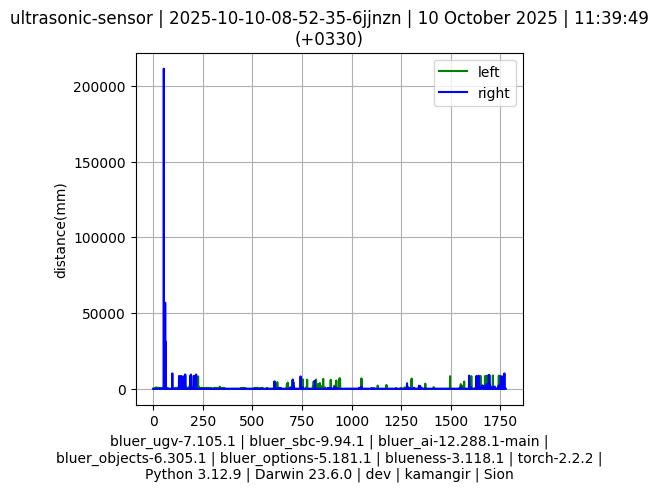 ultrasonic-sensor | 2025-10-10-08-52-35-6jjnzn | 10 October 2025 | 11:39:49
(+0330)
left
right
200000
150000
100000
50000
0
distance(mm)
0 250 500 750 1000 1250 1500 1750
bluer_ugv-7.105.1 | bluer_sbc-9.94.1 | bluer_ai-12.288.1-main |
bluer_objects-6.305.1 | bluer_options-5.181.1 | blueness-3.118.1 | torch-2.2.2 |
Python 3.12.9 | Darwin 23.6.0 | dev | kamangir | Sion